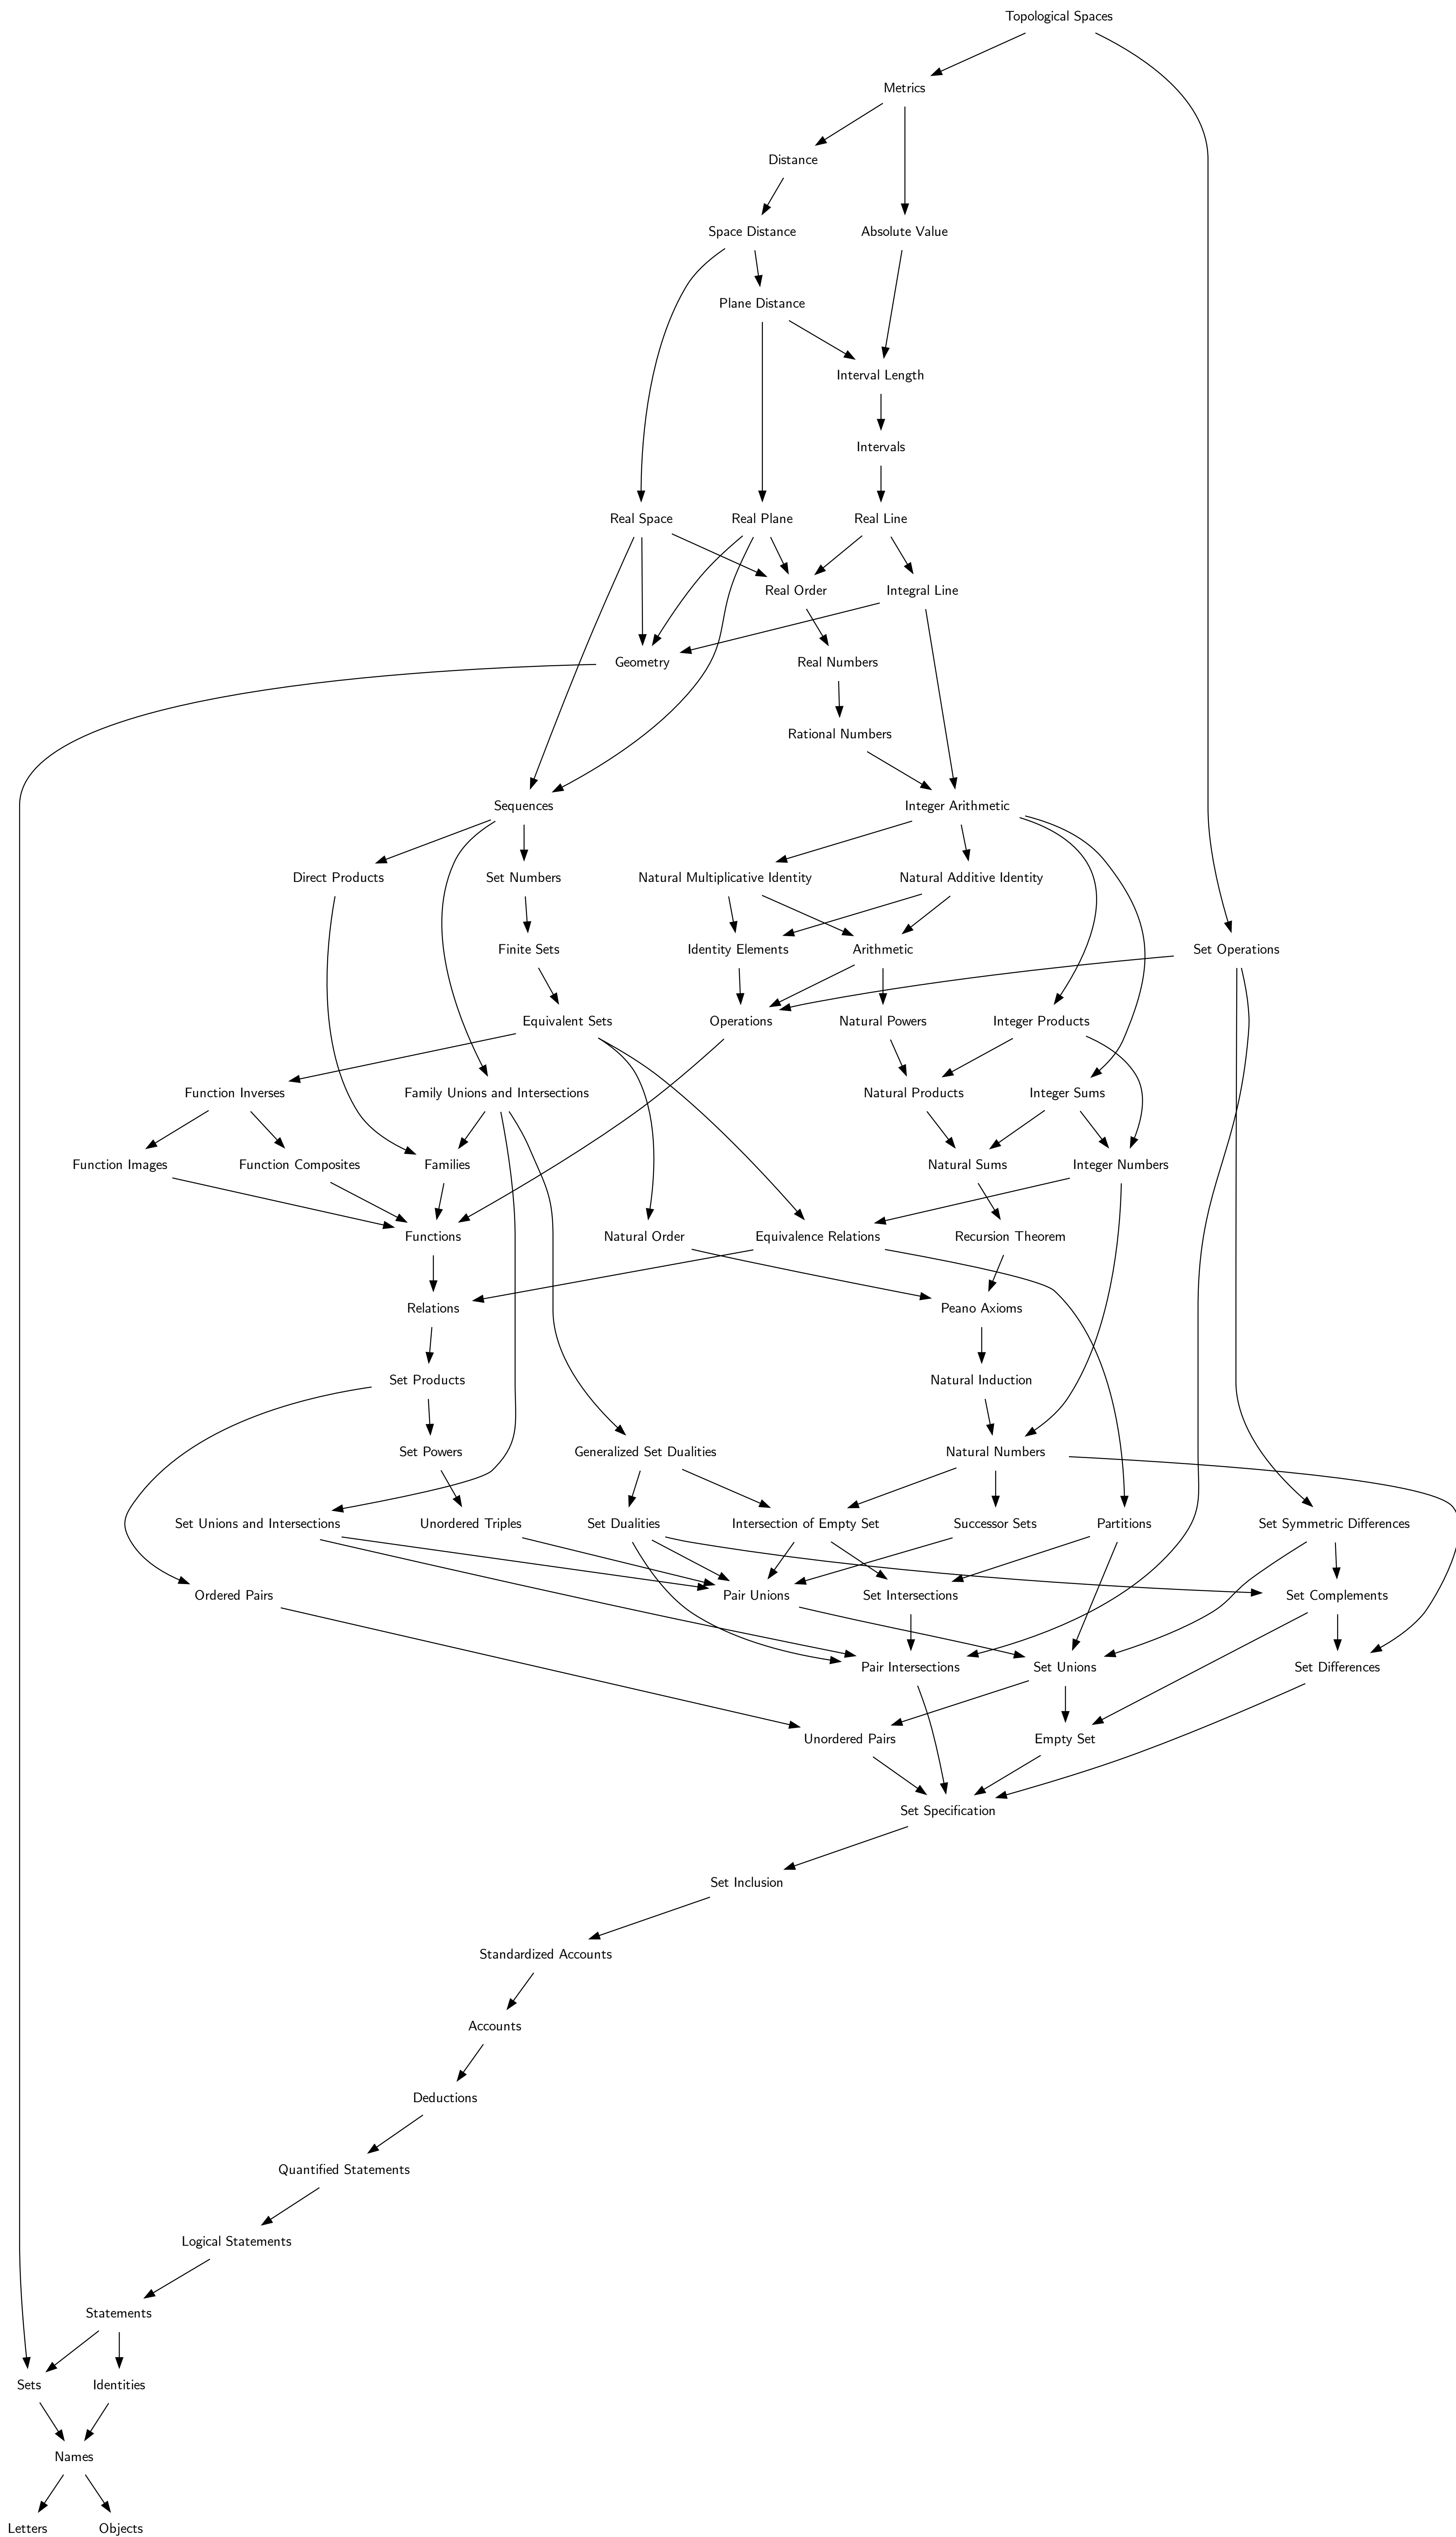 Topological Spaces
Metrics
Distance
Space Distance
Absolute Value
Plane Distance
Interval Length
Intervals
Real Space
Real Plane
Real Line
Real Order
Integral Line
Geometry
Real Numbers
Rational Numbers
Sequences
Integer Arithmetic
Direct Products
Set Numbers
Natural Multiplicative Identity
Natural Additive Identity
Finite Sets
Identity Elements
Arithmetic
Set Operations
Equivalent Sets
Operations
Natural Powers
Integer Products
Function Inverses
Family Unions and Intersections
Natural Products
Integer Sums
Function Images
Function Composites
Families
Natural Sums
Integer Numbers
Functions
Natural Order
Equivalence Relations
Recursion Theorem
Relations
Peano Axioms
Set Products
Natural Induction
Set Powers
Generalized Set Dualities
Natural Numbers
Set Unions and Intersections
Unordered Triples
Set Dualities
Intersection of Empty Set
Successor Sets
Partitions
Set Symmetric Differences
Ordered Pairs
Pair Unions
Set Intersections
Set Complements
Pair Intersections
Set Unions
Set Differences
Unordered Pairs
Empty Set
Set Specification
Set Inclusion
Standardized Accounts
Accounts
Deductions
Quantified Statements
Logical Statements
Statements
Sets
Identities
Names
Letters
Objects